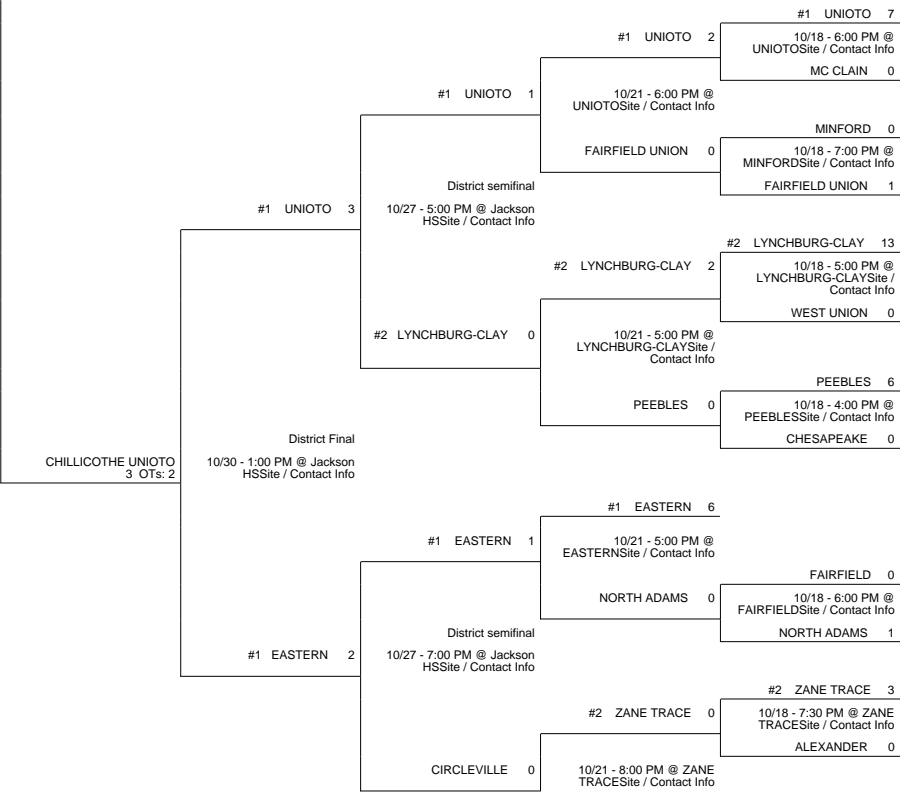 #1 UNIOTO 7
10/18 - 6:00 PM @
UNIOTOSite / Contact Info
MC CLAIN 0
#1 UNIOTO 2
10/21 - 6:00 PM @
UNIOTOSite / Contact Info
MINFORD 0
10/18 - 7:00 PM @
MINFORDSite / Contact Info
FAIRFIELD UNION 1
FAIRFIELD UNION 0
#1 UNIOTO 1
District semifinal
10/27 - 5:00 PM @ Jackson
HSSite / Contact Info
#2 LYNCHBURG-CLAY 13
10/18 - 5:00 PM @
LYNCHBURG-CLAYSite /
Contact Info
WEST UNION 0
#2 LYNCHBURG-CLAY 2
10/21 - 5:00 PM @
LYNCHBURG-CLAYSite /
Contact Info
PEEBLES 6
10/18 - 4:00 PM @
PEEBLESSite / Contact Info
CHESAPEAKE 0
PEEBLES 0
#2 LYNCHBURG-CLAY 0
#1 UNIOTO 3
District Final
10/30 - 1:00 PM @ Jackson
HSSite / Contact Info
CHILLICOTHE UNIOTO
3 OTs: 2
#1 EASTERN 6
10/21 - 5:00 PM @
EASTERNSite / Contact Info
FAIRFIELD 0
10/18 - 6:00 PM @
FAIRFIELDSite / Contact Info
NORTH ADAMS 1
NORTH ADAMS 0
#1 EASTERN 1
District semifinal
10/27 - 7:00 PM @ Jackson
HSSite / Contact Info
#1 EASTERN 2
#2 ZANE TRACE 3
10/18 - 7:30 PM @ ZANE
TRACESite / Contact Info
ALEXANDER 0
#2 ZANE TRACE 0
10/21 - 8:00 PM @ ZANE
TRACESite / Contact Info
CIRCLEVILLE 0